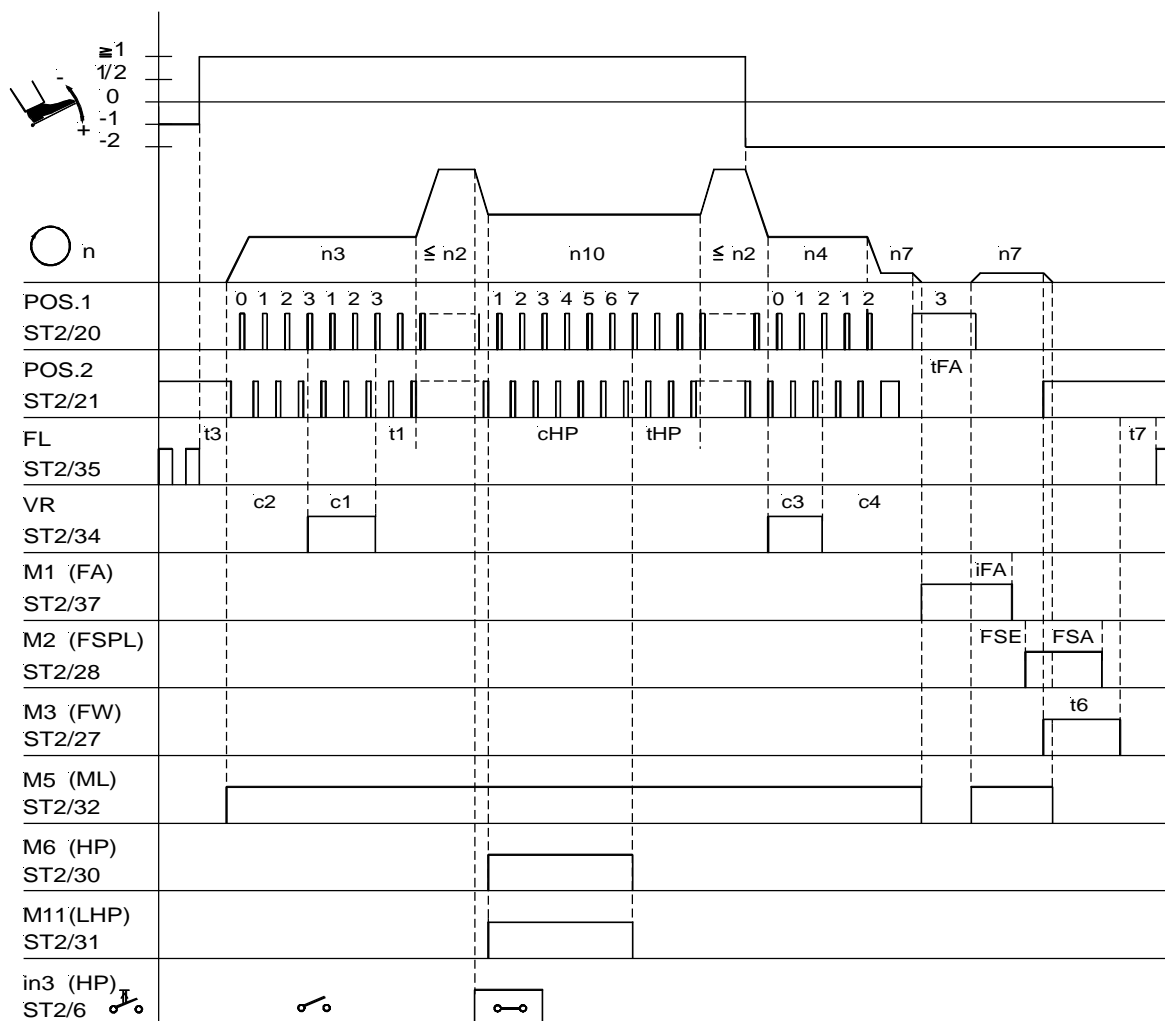 ≧1
1/2
-
0
-1
+
-2
n
n3
≦ n2
n10
≦ n2
n4
n7
n7
POS.1
0 1 2 3 1 2 3
1 2 3 4 5 6 7
0 1 2 1 2
3
ST2/20
POS.2
tFA
ST2/21
FL
t3
t1
cHP
tHP
t7
ST2/35
VR
c2
c1
c3
c4
ST2/34
M1 (FA)
iFA
ST2/37
M2 (FSPL)
FSE
FSA
ST2/28
M3 (FW)
t6
ST2/27
M5 (ML)
ST2/32
M6 (HP)
ST2/30
M11(LHP)
ST2/31
in3 (HP)
ST2/6